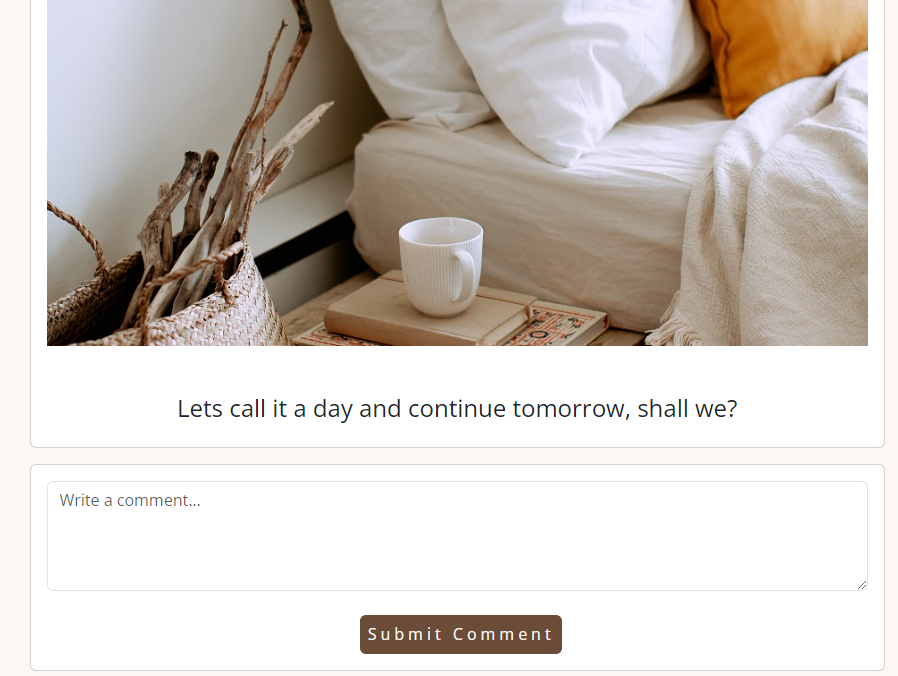 Lets call it a day and continue tomorrow, shall we?
Write a comment...
Submit Comment